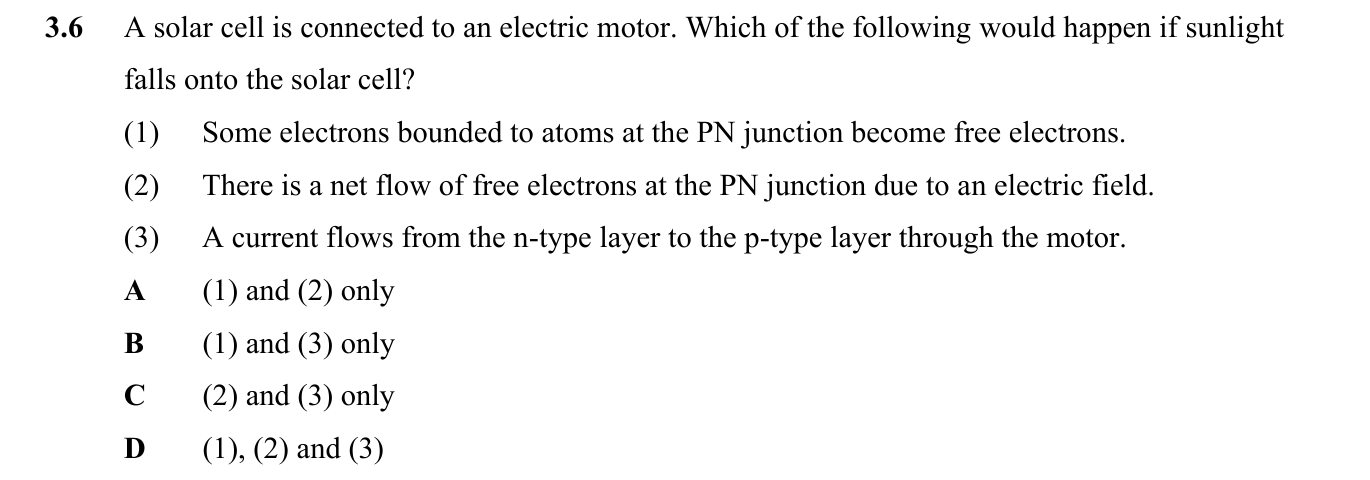 3.6 A solar cell is connected to an electric motor. Which of the following would happen if sunlight
falls onto the solar cell?
(1) Some electrons bounded to atoms at the PN junction become free electrons.
(2) There is a net flow of free electrons at the PN junction due to an electric field.
(3) A current flows from the n-type layer to the p-type layer through the motor.
A (1) and (2) only
B (1) and (3) only
C (2) and (3) only
D (1), (2) and (3)